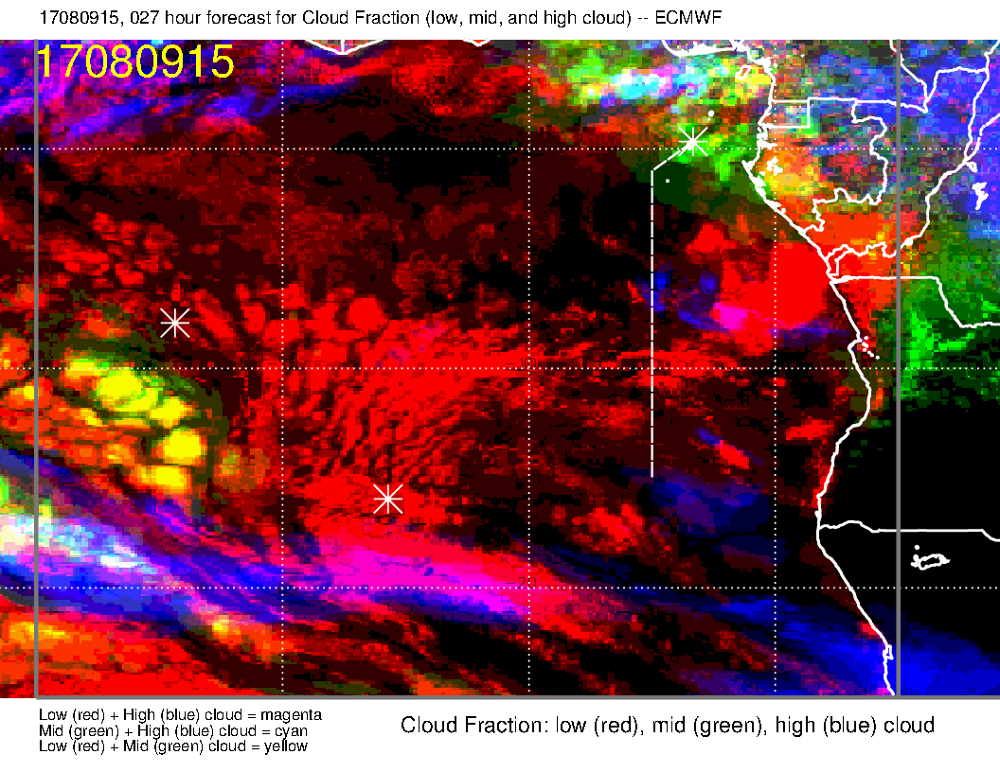 17080915, 027 hour forecast for Cloud Fraction (low, mid, and high cloud) -- ECMWF
17080915
Low (red) + High (blue) cloud = magenta
Mid (green) + High (blue) cloud = cyan
Low (red) + Mid (green) cloud = yellow
Cloud Fraction: low (red), mid (green), high (blue) cloud